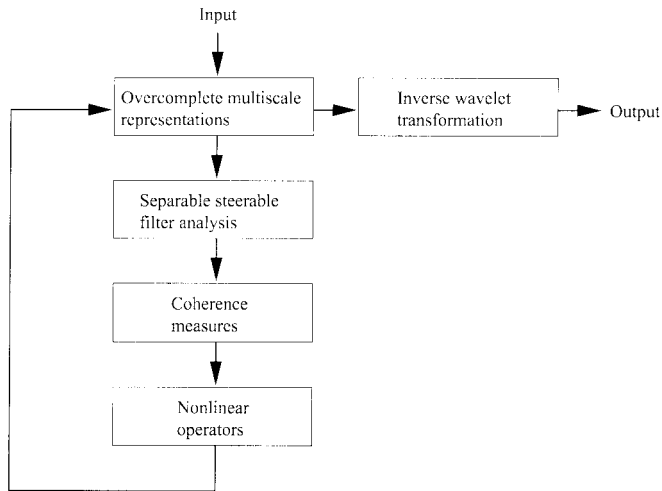 Input
Overcomplete multiscale
representations
Inverse wavelet
transformation
Output
Separable steerable
filter analysis
Coherence
measures
Nonlinear
operators